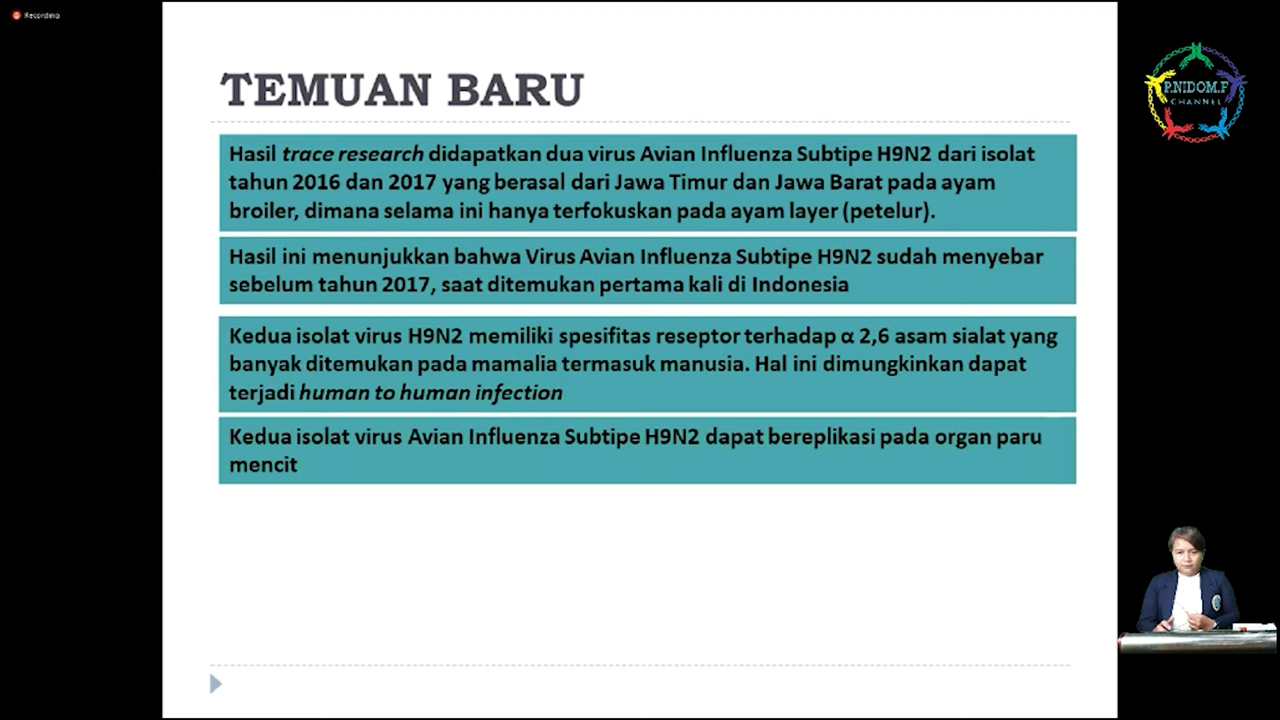 Recording
TEMUAN BARU
P.NIDOM.F
CHANNEL
Hasil trace research didapatkan dua virus Avian Influenza Subtipe H9N2 dari isolat
tahun 2016 dan 2017 yang berasal dari Jawa Timur dan Jawa Barat pada ayam
broiler, dimana selama ini hanya terfokuskan pada ayam layer (petelur).
Hasil ini menunjukkan bahwa Virus Avian Influenza Subtipe H9N2 sudah menyebar
sebelum tahun 2017, saat ditemukan pertama kali di Indonesia
Kedua isolat virus H9N2 memiliki spesifitas reseptor terhadap α 2,6 asam sialat yang
banyak ditemukan pada mamalia termasuk manusia. Hal ini dimungkinkan dapat
terjadi human to human infection
Kedua isolat virus Avian Influenza Subtipe H9N2 dapat bereplikasi pada organ paru
mencit